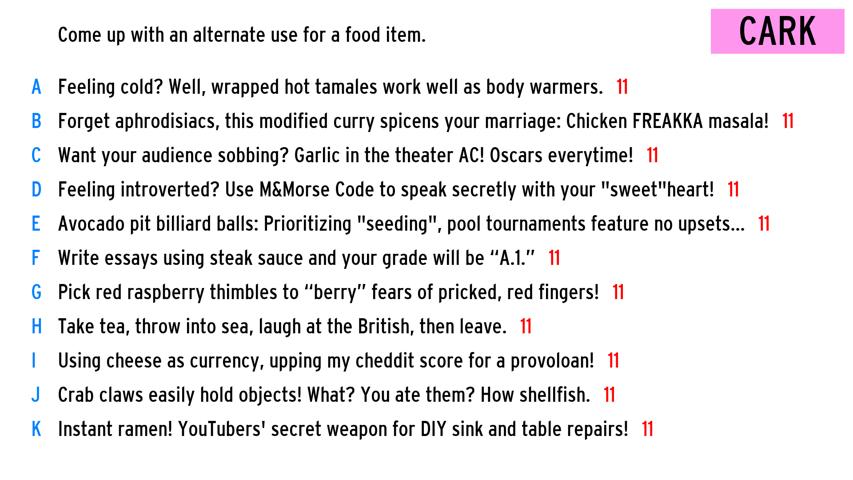 Come up with an alternate use for a food item.
CARK
A Feeling cold? Well, wrapped hot tamales work well as body warmers. 11
B Forget aphrodisiacs, this modified curry spicens your marriage: Chicken FREAKKA masala! 11
C Want your audience sobbing? Garlic in the theater AC! Oscars everytime! 11
D Feeling introverted? Use M&Morse Code to speak secretly with your "sweet"heart! 11
E Avocado pit billiard balls: Prioritizing "seeding", pool tournaments feature no upsets... 11
F Write essays using steak sauce and your grade will be “A.1.” 11
G Pick red raspberry thimbles to “berry” fears of pricked, red fingers! 11
H Take tea, throw into sea, laugh at the British, then leave. 11
I Using cheese as currency, upping my cheddit score for a provoloan! 11
J Crab claws easily hold objects! What? You ate them? How shellfish. 11
K Instant ramen! YouTubers' secret weapon for DIY sink and table repairs! 11